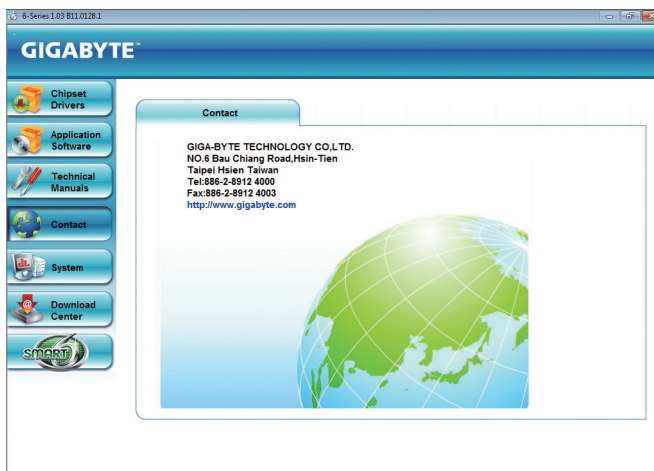 6-Series 1.03 B11.0128.1
GIGABYTE™
Chipset
Drivers
Application
Software
Technical
Manuals
Contact
System
Download
Center
SMART 6
Contact
GIGA-BYTE TECHNOLOGY CO,LTD.
NO.6 Bau Chiang Road,Hsin-Tien
Taipei Hsien Taiwan
Tel:886-2-8912 4000
Fax:886-2-8912 4003
http://www.gigabyte.com